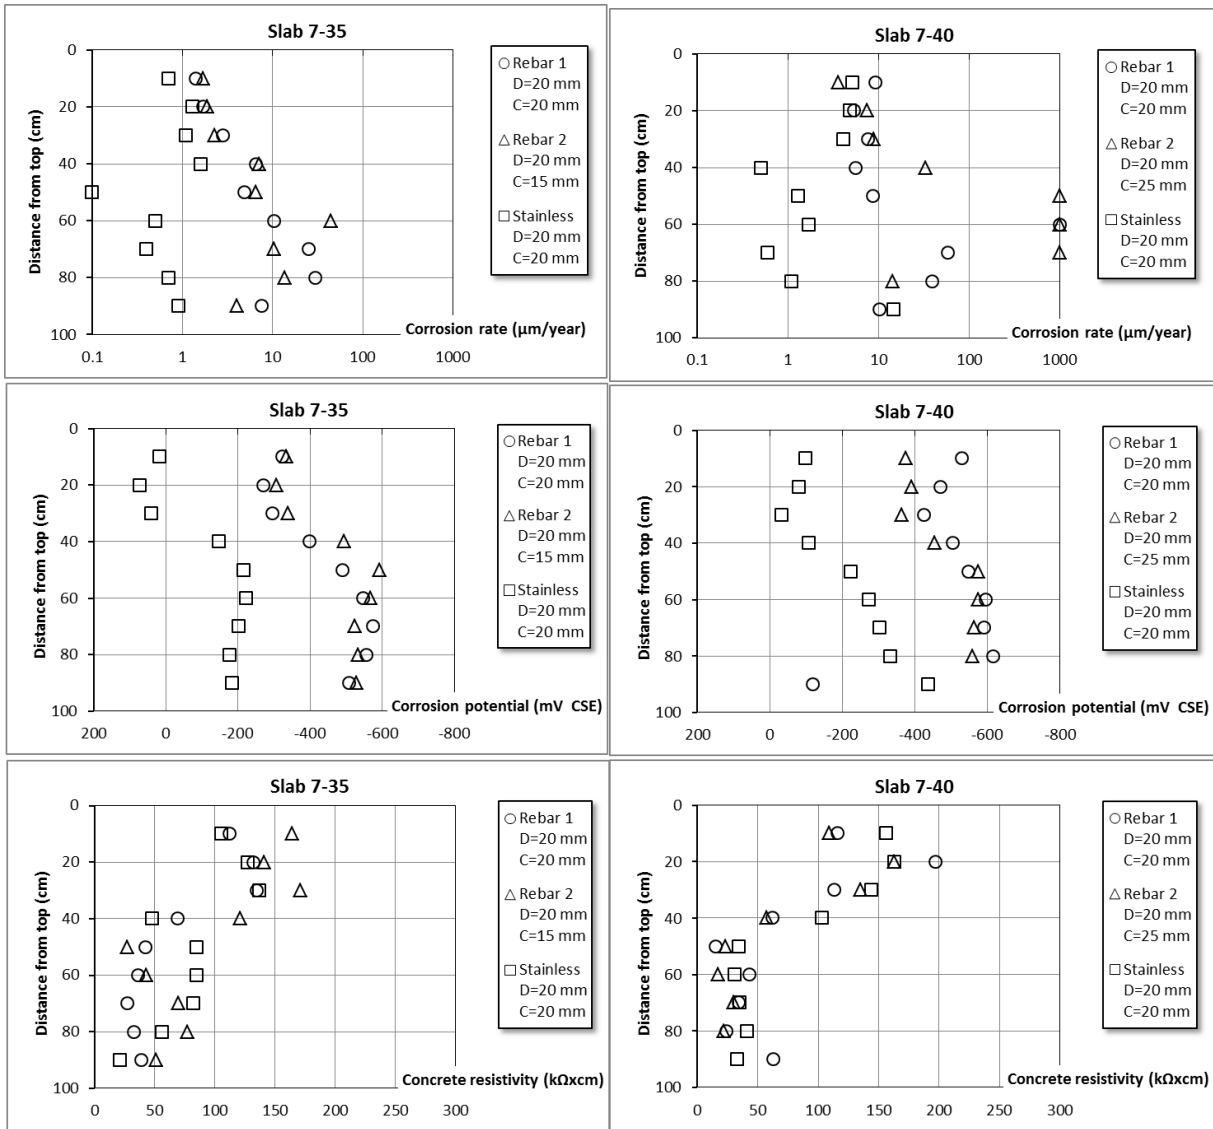 Slab 7-35
0
20
40
60
80
100
Distance from top (cm)
Corrosion rate (µm/year)
0.1
1
10
100
1000
Rebar 1
D=20 mm
C=20 mm
Rebar 2
D=20 mm
C=15 mm
Stainless
D=20 mm
C=20 mm
Slab 7-40
0
20
40
60
80
100
Distance from top (cm)
Corrosion rate (µm/year)
0.1
1
10
100
1000
Rebar 1
D=20 mm
C=20 mm
Rebar 2
D=20 mm
C=25 mm
Stainless
D=20 mm
C=20 mm
Slab 7-35
0
20
40
60
80
100
Distance from top (cm)
Corrosion potential (mV CSE)
200
0
-200
-400
-600
-800
Rebar 1
D=20 mm
C=20 mm
Rebar 2
D=20 mm
C=15 mm
Stainless
D=20 mm
C=20 mm
Slab 7-40
0
20
40
60
80
100
Distance from top (cm)
Corrosion potential (mV CSE)
200
0
-200
-400
-600
-800
Rebar 1
D=20 mm
C=20 mm
Rebar 2
D=20 mm
C=25 mm
Stainless
D=20 mm
C=20 mm
Slab 7-35
0
20
40
60
80
100
Distance from top (cm)
Concrete resistivity (kΩxcm)
0
50
100
150
200
250
300
Rebar 1
D=20 mm
C=20 mm
Rebar 2
D=20 mm
C=15 mm
Stainless
D=20 mm
C=20 mm
Slab 7-40
0
20
40
60
80
100
Distance from top (cm)
Concrete resistivity (kΩxcm)
0
50
100
150
200
250
300
Rebar 1
D=20 mm
C=20 mm
Rebar 2
D=20 mm
C=25 mm
Stainless
D=20 mm
C=20 mm